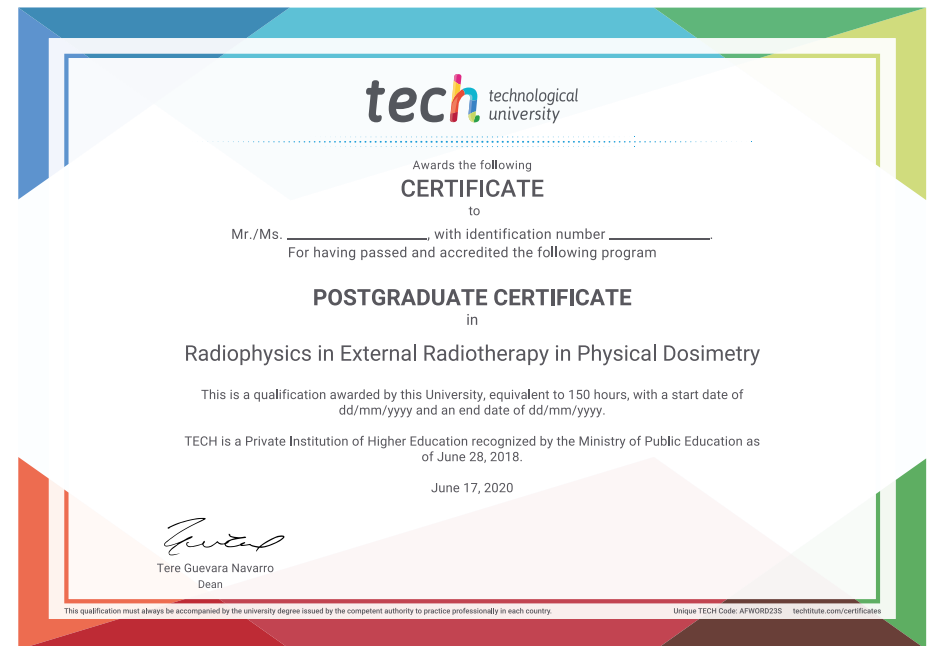 tech technological
university
Awards the following
CERTIFICATE
to
Mr./Ms. ____________________, with identification number ______________.
For having passed and accredited the following program
POSTGRADUATE CERTIFICATE
in
Radiophysics in External Radiotherapy in Physical Dosimetry
This is a qualification awarded by this University, equivalent to 150 hours, with a start date of
dd/mm/yyyy and an end date of dd/mm/yyyy.
TECH is a Private Institution of Higher Education recognized by the Ministry of Public Education as
of June 28, 2018.
June 17, 2020
Tere Guevara Navarro
Dean
This qualification must always be accompanied by the university degree issued by the competent authority to practice professionally in each country.
Unique TECH Code: AFWORD23S techtitute.com/certificates